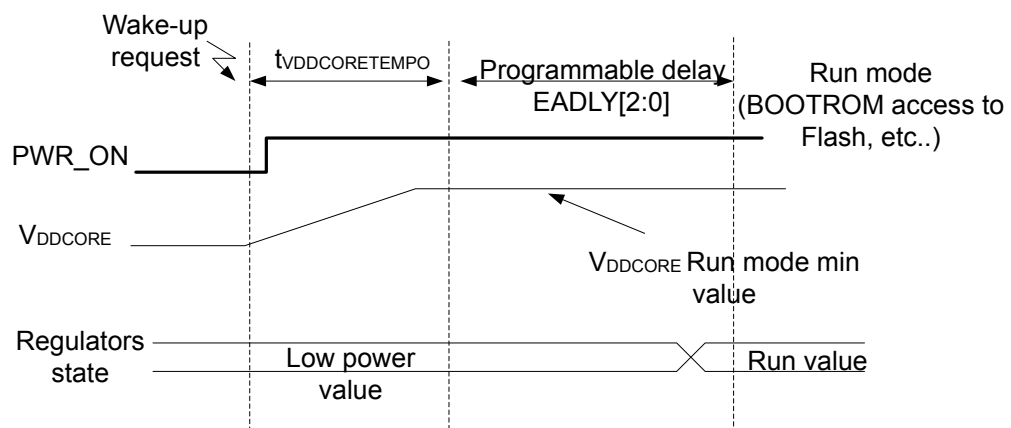 Wake-up
request
tVDDCORETEMPO
Programmable delay
EADLY[2:0]
Run mode
(BOOTROM access to
Flash, etc..)
PWR_ON
VDDCORE
VDDCORE Run mode min
value
Regulators
state
Low power
value
Run value